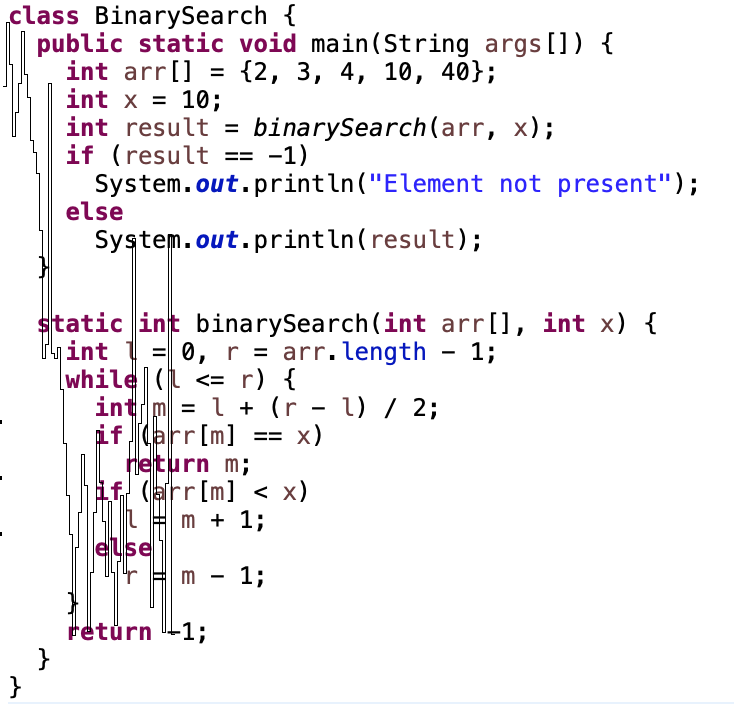 class BinarySearch {
  public static void main(String args[]) {
    int arr[] = {2, 3, 4, 10, 40};
    int x = 10;
    int result = binarySearch(arr, x);
    if (result == -1)
      System.out.println("Element not present");
    else
      System.out.println(result);
  }

  static int binarySearch(int arr[], int x) {
    int l = 0, r = arr.length - 1;
    while (l <= r) {
      int m = l + (r - l) / 2;
      if (arr[m] == x)
        return m;
      if (arr[m] < x)
        l = m + 1;
      else
        r = m - 1;
    }
    return -1;
  }
}